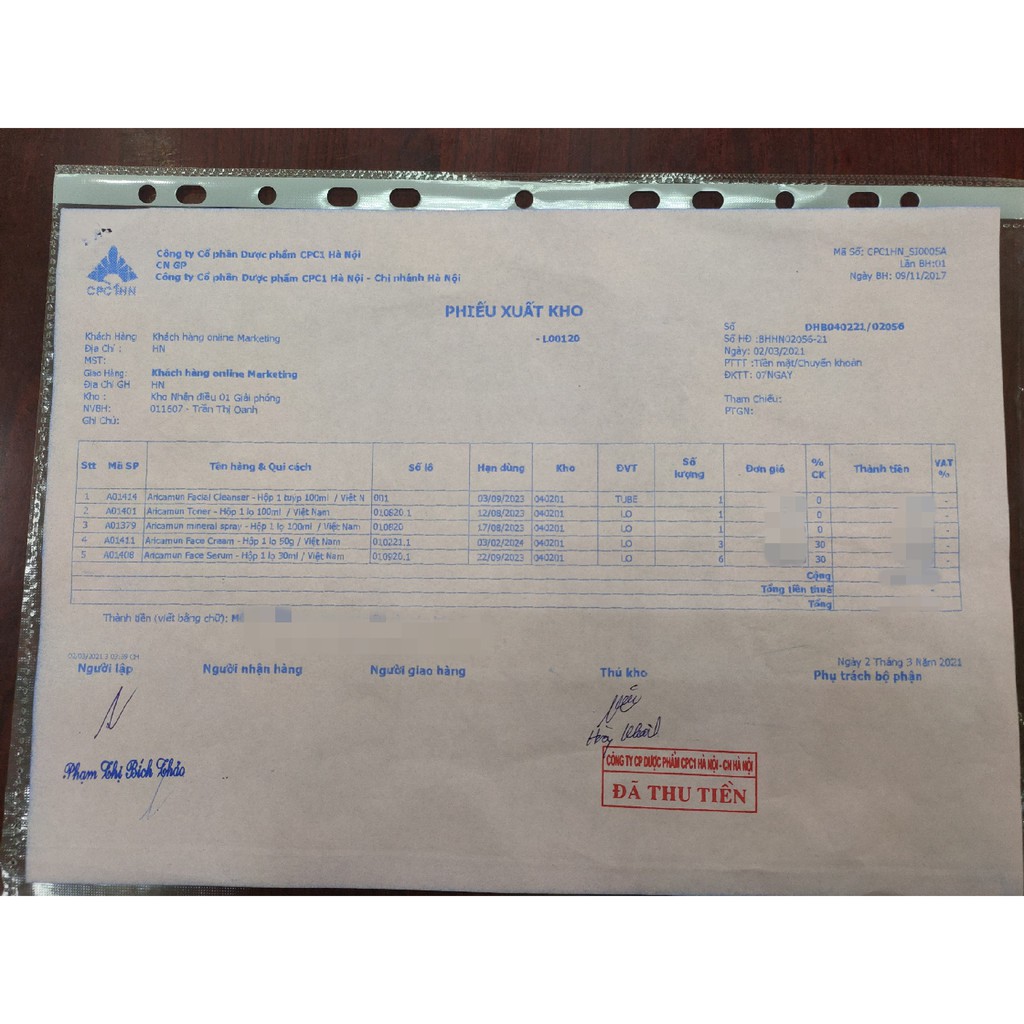 CPC1HN
Công ty Cổ phần Dược phẩm CPC1 Hà Nội
CN GP
Công ty Cổ phần Dược phẩm CPC1 Hà Nội - Chi nhánh Hà Nội
Mã Số: CPC1HN_SI0005A
Lần BH:01
Ngày BH: 09/11/2017
PHIẾU XUẤT KHO
Khách Hàng Khách hàng online Marketing - L00120
Địa Chỉ : HN
MST:
Giao Hàng: Khách hàng online Marketing
Địa Chỉ GH HN
Kho : Kho Nhãn điều 01 Giải phóng
NVBH: 011607 - Trần Thị Oanh
Ghi Chú:
Số ĐHB040221/02056
Số HĐ :BHHN02056-21
Ngày: 02/03/2021
PTTT :Tiền mặt/Chuyển khoản
ĐKTT: 07NGAY
Tham Chiếu:
PTGN:
Stt Mã SP Tên hàng & Qui cách Số lô Hạn dùng Kho ĐVT Số lượng Đơn giá % CK Thành tiền VAT %
1 A01414 Aricamun Facial Cleanser - Hộp 1 tuýp 100ml / Việt N 001 03/09/2023 040201 TUBE 1 0 -
2 A01401 Aricamun Toner - Hộp 1 lọ 100ml / Việt Nam 010820.1 12/08/2023 040201 LO 1 0 -
3 A01379 Aricamun mineral spray - Hộp 1 lọ 100ml / Việt Nam 010820 17/08/2023 040201 LO 1 0 -
4 A01411 Aricamun Face Cream - Hộp 1 lọ 50g / Việt Nam 010221.1 03/02/2024 040201 LO 3 30 -
5 A01408 Aricamun Face Serum - Hộp 1 lọ 30ml / Việt Nam 010920.1 22/09/2023 040201 LO 6 30 -
Cộng
Tổng tiền thuế
Tổng
Thành tiền (viết bằng chữ): M
Ngày 2 Tháng 3 Năm 2021
Người lập Người nhận hàng Người giao hàng Thủ kho Phụ trách bộ phận
Phạm Thị Bích Thảo
CÔNG TY CP DƯỢC PHẨM CPC1 HÀ NỘI - CN HÀ NỘI
ĐÃ THU TIỀN